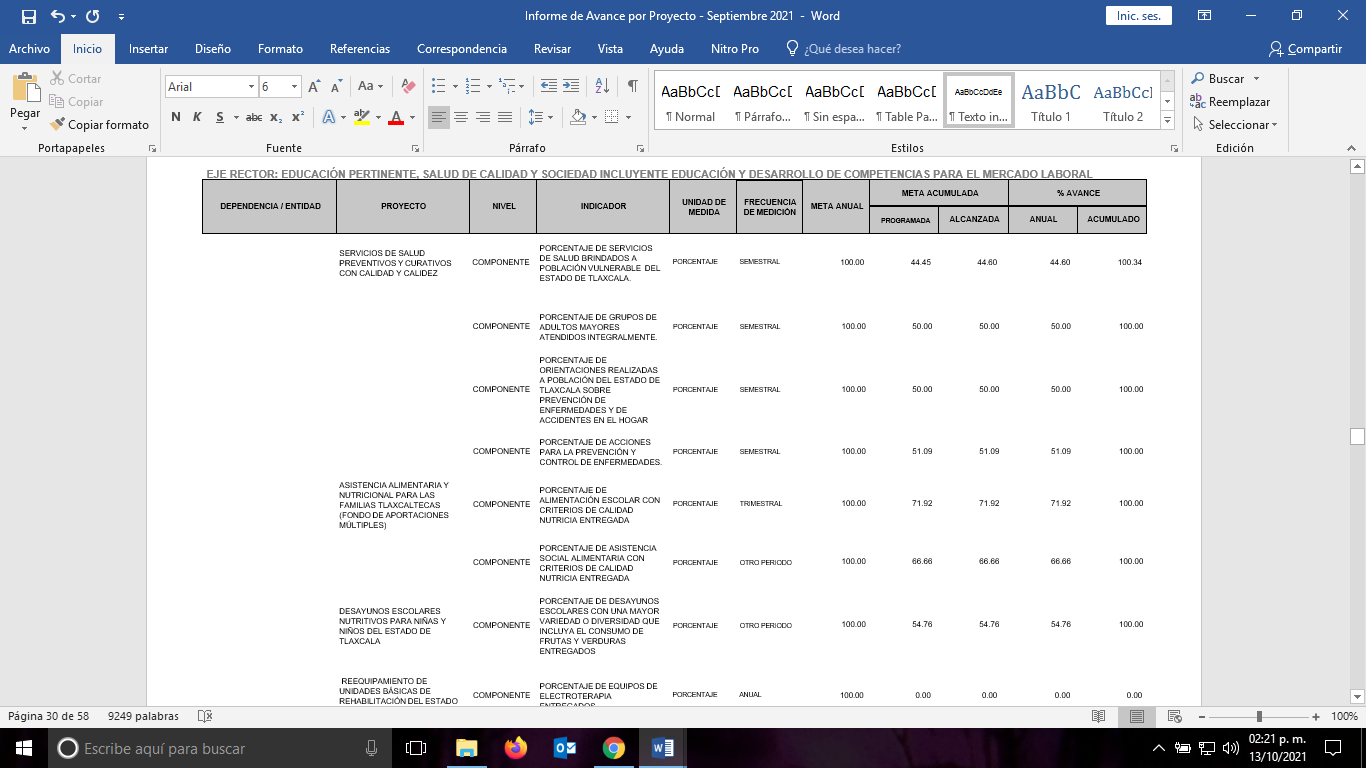 Informe de Avance por Proyecto - Septiembre 2021 - Word
Inic. ses.
Archivo Inicio Insertar Diseño Formato Referencias Correspondencia Revisar Vista Ayuda Nitro Pro ¿Qué desea hacer? Compartir
Pegar
Cortar
Copiar
Copiar formato
Portapapeles
Arial 6
Fuente
Párrafo
AaBbCcD AaBbCcD AaBbCcD AaBbCcD AaBbCcDdEe AaBbC AaBbCcI
¶ Normal ¶ Párrafo... ¶ Sin espa... ¶ Table Pa... ¶ Texto in... Título 1 Título 2
Estilos
Buscar
Reemplazar
Seleccionar
Edición
EJE RECTOR: EDUCACIÓN PERTINENTE, SALUD DE CALIDAD Y SOCIEDAD INCLUYENTE EDUCACIÓN Y DESARROLLO DE COMPETENCIAS PARA EL MERCADO LABORAL
DEPENDENCIA / ENTIDAD PROYECTO NIVEL INDICADOR UNIDAD DE MEDIDA FRECUENCIA DE MEDICIÓN META ANUAL META ACUMULADA % AVANCE
PROGRAMADA ALCANZADA ANUAL ACUMULADO
SERVICIOS DE SALUD
PREVENTIVOS Y CURATIVOS
CON CALIDAD Y CALIDEZ
COMPONENTE
PORCENTAJE DE SERVICIOS
DE SALUD BRINDADOS A
POBLACIÓN VULNERABLE DEL
ESTADO DE TLAXCALA.
PORCENTAJE SEMESTRAL 100.00 44.45 44.60 44.60 100.34
COMPONENTE
PORCENTAJE DE GRUPOS DE
ADULTOS MAYORES
ATENDIDOS INTEGRALMENTE.
PORCENTAJE SEMESTRAL 100.00 50.00 50.00 50.00 100.00
COMPONENTE
PORCENTAJE DE
ORIENTACIONES REALIZADAS
A POBLACIÓN DEL ESTADO DE
TLAXCALA SOBRE
PREVENCIÓN DE
ENFERMEDADES Y DE
ACCIDENTES EN EL HOGAR
PORCENTAJE SEMESTRAL 100.00 50.00 50.00 50.00 100.00
COMPONENTE
PORCENTAJE DE ACCIONES
PARA LA PREVENCIÓN Y
CONTROL DE ENFERMEDADES.
PORCENTAJE SEMESTRAL 100.00 51.09 51.09 51.09 100.00
ASISTENCIA ALIMENTARIA Y
NUTRICIONAL PARA LAS
FAMILIAS TLAXCALTECAS
(FONDO DE APORTACIONES
MÚLTIPLES)
COMPONENTE
PORCENTAJE DE
ALIMENTACIÓN ESCOLAR CON
CRITERIOS DE CALIDAD
NUTRICIA ENTREGADA
PORCENTAJE TRIMESTRAL 100.00 71.92 71.92 71.92 100.00
COMPONENTE
PORCENTAJE DE ASISTENCIA
SOCIAL ALIMENTARIA CON
CRITERIOS DE CALIDAD
NUTRICIA ENTREGADA
PORCENTAJE OTRO PERIODO 100.00 66.66 66.66 66.66 100.00
DESAYUNOS ESCOLARES
NUTRITIVOS PARA NIÑAS Y
NIÑOS DEL ESTADO DE
TLAXCALA
COMPONENTE
PORCENTAJE DE DESAYUNOS
ESCOLARES CON UNA MAYOR
VARIEDAD O DIVERSIDAD QUE
INCLUYA EL CONSUMO DE
FRUTAS Y VERDURAS
ENTREGADOS
PORCENTAJE OTRO PERIODO 100.00 54.76 54.76 54.76 100.00
REEQUIPAMIENTO DE
UNIDADES BÁSICAS DE
REHABILITACIÓN DEL ESTADO
COMPONENTE
PORCENTAJE DE EQUIPOS DE
ELECTROTERAPIA
ENTREGADOS
PORCENTAJE ANUAL 100.00 0.00 0.00 0.00 0.00
Página 30 de 58 9249 palabras 100%
Escribe aquí para buscar
02:21 p. m.
13/10/2021